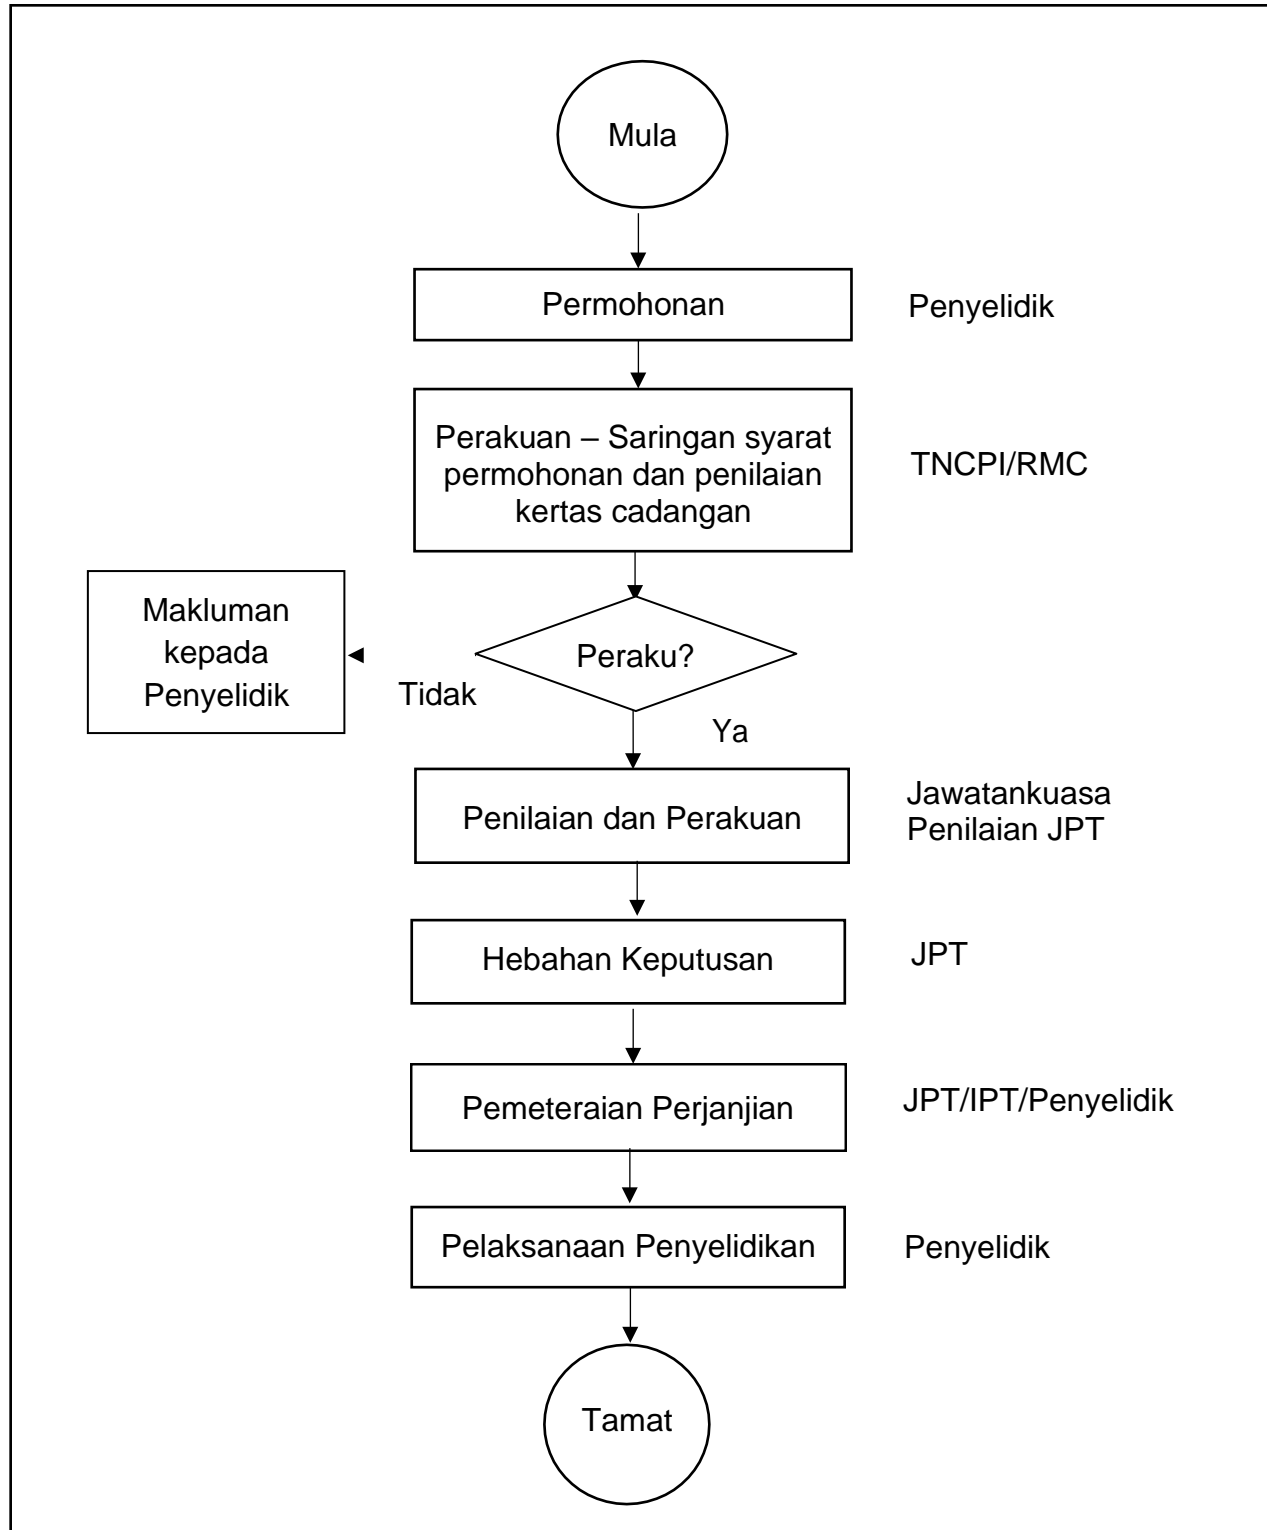 Mula
Permohonan
Penyelidik
Perakuan – Saringan syarat
permohonan dan penilaian
kertas cadangan
TNCPI/RMC
Makluman
kepada
Penyelidik
Peraku?
Tidak
Ya
Penilaian dan Perakuan
Jawatankuasa
Penilaian JPT
Hebahan Keputusan
JPT
Pemeteraian Perjanjian
JPT/IPT/Penyelidik
Pelaksanaan Penyelidikan
Penyelidik
Tamat